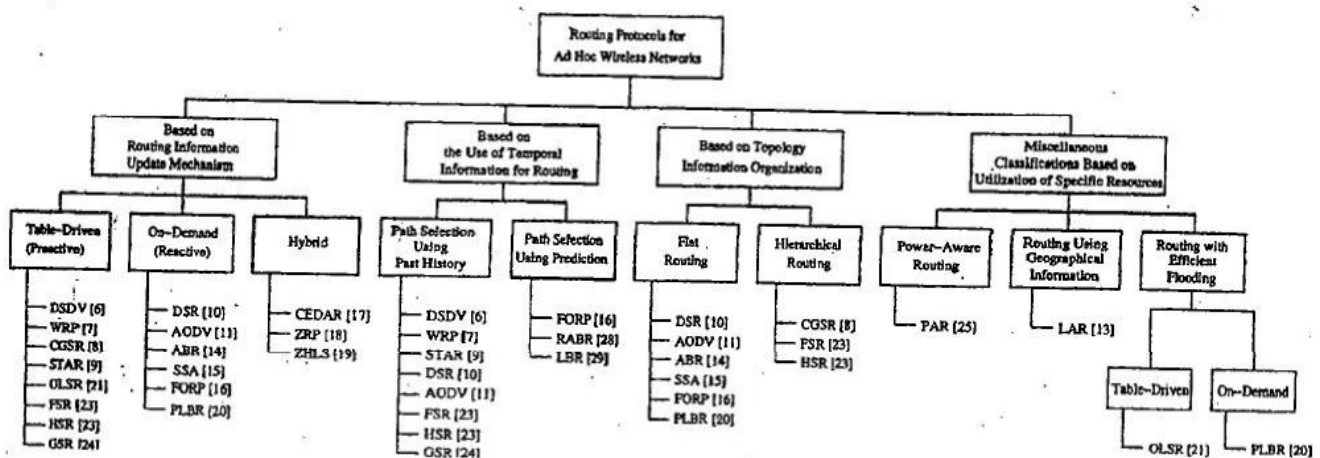 Routing Protocols for
Ad Hoc Wireless Networks
Based on
Routing Information
Update Mechanism
Based on
the Use of Temporal
Information for Routing
Based on Topology
Information Organization
Miscellaneous
Classifications Based on
Utilization of Specific Resources
Table-Driven
(Proactive)
On-Demand
(Reactive)
Hybrid
Path Selection
Using
Past History
Path Selection
Using Prediction
Flat
Routing
Hierarchical
Routing
Power-Aware
Routing
Routing Using
Geographical
Information
Routing with
Efficient
Flooding
DSDV [6]
WRP [7]
CGSR [8]
STAR [9]
OLSR [21]
FSR [23]
HSR [23]
GSR [24]
DSR [10]
AODV [11]
ABR [14]
SSA [15]
FORP [16]
PLBR [20]
CEDAR [17]
ZRP [18]
ZHLS [19]
DSDV [6]
WRP [7]
STAR [9]
DSR [10]
AODV [11]
FSR [23]
HSR [23]
GSR [24]
FORP [16]
RABR [28]
LBR [29]
DSR [10]
AODV [11]
ABR [14]
SSA [15]
FORP [16]
PLBR [20]
CGSR [8]
FSR [23]
HSR [23]
PAR [25]
LAR [13]
Table-Driven
On-Demand
OLSR [21]
PLBR [20]